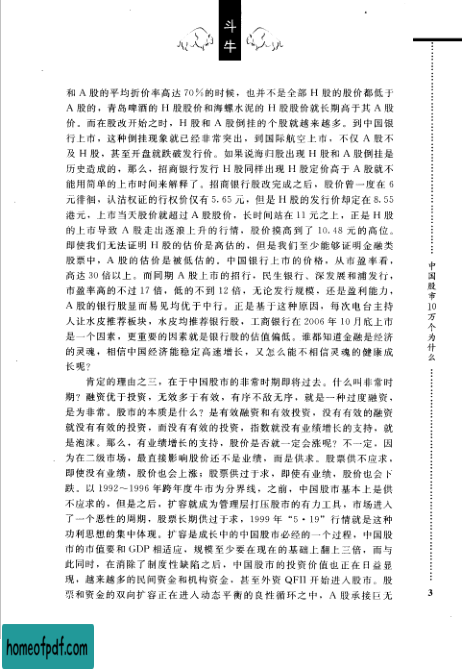 斗
牛
和 A 股的平均折价率高达 70%的时候，也并不是全部 H 股的股价都低于
A 股的，青岛啤酒的 H 股股价和海螺水泥的 H 股股价就长期高于其 A 股
价。而在股改开始之时，H 股和 A 股倒挂的个股就越来越多。到中国银
行上市，这种倒挂现象就已经非常突出，到国际航空上市，不仅 A 股不
及 H 股，甚至开盘就跌破发行价。如果说海归股出现 H 股和 A 股倒挂是
历史造成的，那么，招商银行发行 H 股同样出现 H 股定价高于 A 股就不
能用简单的上市时间来解释了。招商银行股改完成之后，股价曾一度在 6
元徘徊，认沽权证的行权价仅有 5.65 元，但是 H 股的发行价却定在 8.55
港元，上市当天股价就超过 A 股股价，长时间站在 11 元之上，正是 H 股
的上市导致 A 股走出逐浪上升的行情，股价摸高到了 10.48 元的高位。
即使我们无法证明 H 股的估价是高估的，但是我们至少能够证明金融类
股票中，A 股的估价是被低估的。中国银行上市的价格，从市盈率看，
高达 30 倍以上。而同期 A 股上市的招行，民生银行、深发展和浦发行，
市盈率高的不过 17 倍，低的不到 12 倍，无论发行规模，还是盈利能力，
A 股的银行股显而易见均优于中行。正是基于这种原因，每次电台主持
人让水皮推荐板块，水皮均推荐银行股，工商银行在 2006 年 10 月底上市
是一个因素，更重要的因素就是银行股的估值偏低。谁都知道金融是经济
的灵魂，相信中国经济能稳定高速增长，又怎么能不相信灵魂的健康成
长呢？
肯定的理由之三，在于中国股市的非常时期即将过去。什么叫非常时
期？融资优于投资，无效多于有效，有序不敌无序，就是一种过度融资，
是为非常。股市的本质是什么？是有效融资和有效投资，没有有效的融资
就没有有效的投资，而没有有效的投资，指数就没有业绩增长的支持，就
是泡沫。那么，有业绩增长的支持，股价是否就一定会涨呢？不一定，因
为在二级市场，最直接影响股价还不是业绩，而是供求。股票供不应求，
即使没有业绩，股价也会上涨；股票供过于求，即使有业绩，股价也会下
跌。以 1992～1996 年跨年度牛市为分界线，之前，中国股市基本上是供
不应求的，但是之后，扩容就成为管理层打压股市的有力工具，市场进入
了一个恶性的周期，股票长期供过于求，1999 年“5·19”行情就是这种
功利思想的集中体现。扩容是成长中的中国股市必经的一个过程，中国股
市的市值要和 GDP 相适应，规模至少要在现在的基础上翻上三倍，而与
此同时，在消除了制度性缺陷之后，中国股市的投资价值也正在日益显
现，越来越多的民间资金和机构资金，甚至外资 QFII 开始进入股市。股
票和资金的双向扩容正在进入动态平衡的良性循环之中，A 股承接巨无
中国股市10万个为什么
3
homeofpdf.com